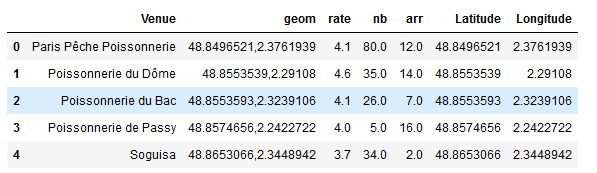 Venue geom rate nb arr Latitude Longitude
0 Paris Pêche Poissonnerie 48.8496521,2.3761939 4.1 80.0 12.0 48.8496521 2.3761939
1 Poissonnerie du Dôme 48.8553539,2.29108 4.6 35.0 14.0 48.8553539 2.29108
2 Poissonnerie du Bac 48.8553593,2.3239106 4.1 26.0 7.0 48.8553593 2.3239106
3 Poissonnerie de Passy 48.8574656,2.2422722 4.0 5.0 16.0 48.8574656 2.2422722
4 Soguisa 48.8653066,2.3448942 3.7 34.0 2.0 48.8653066 2.3448942